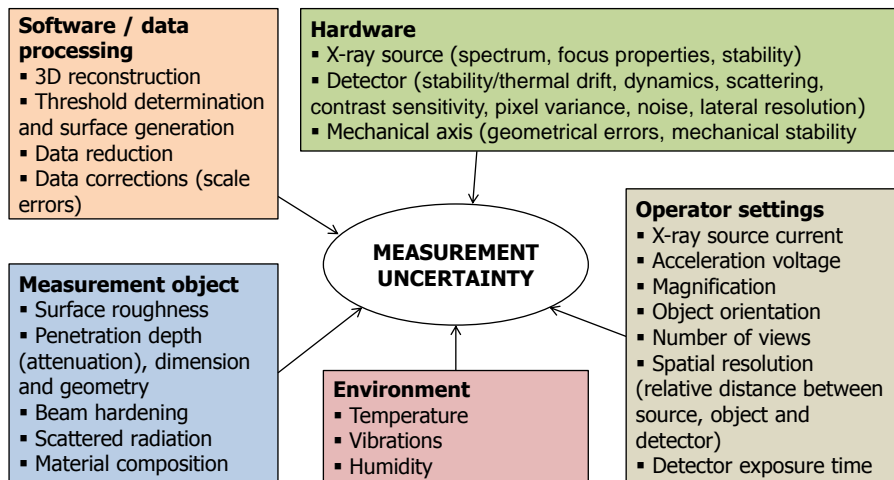 Software / data
processing
▪ 3D reconstruction
▪ Threshold determination
and surface generation
▪ Data reduction
▪ Data corrections (scale
errors)
Hardware
▪ X-ray source (spectrum, focus properties, stability)
▪ Detector (stability/thermal drift, dynamics, scattering,
contrast sensitivity, pixel variance, noise, lateral resolution)
▪ Mechanical axis (geometrical errors, mechanical stability
MEASUREMENT
UNCERTAINTY
Operator settings
▪ X-ray source current
▪ Acceleration voltage
▪ Magnification
▪ Object orientation
▪ Number of views
▪ Spatial resolution
(relative distance between
source, object and
detector)
▪ Detector exposure time
Measurement object
▪ Surface roughness
▪ Penetration depth
(attenuation), dimension
and geometry
▪ Beam hardening
▪ Scattered radiation
▪ Material composition
Environment
▪ Temperature
▪ Vibrations
▪ Humidity